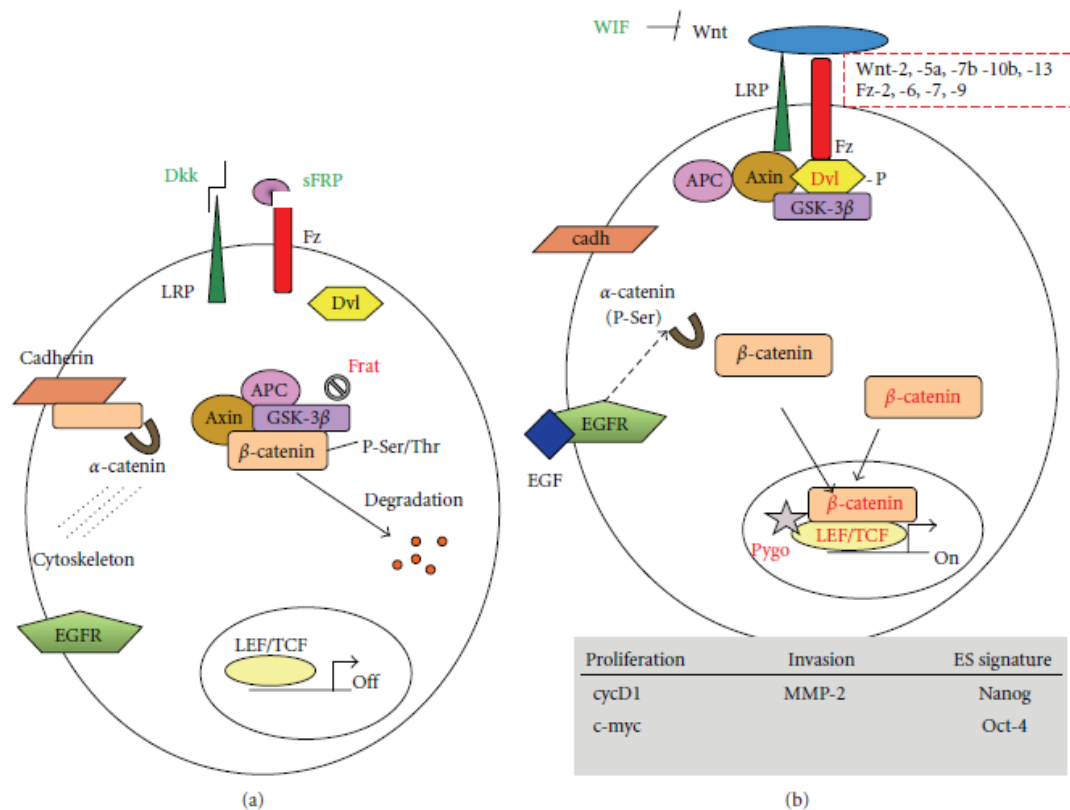 Dkk
sFRP
Fz
LRP
Dvl
Cadherin
Frat
APC
Axin
GSK-3β
β-catenin
P-Ser/Thr
α-catenin
Degradation
Cytoskeleton
EGFR
LEF/TCF
Off
(a)
WIF
Wnt
Wnt-2, -5a, -7b -10b, -13
Fz-2, -6, -7, -9
LRP
Fz
APC
Axin
Dvl
-P
GSK-3β
cadh
α-catenin
(P-Ser)
β-catenin
β-catenin
EGFR
EGF
β-catenin
LEF/TCF
Pygo
On
Proliferation Invasion ES signature
cycD1 MMP-2 Nanog
c-myc Oct-4
(b)